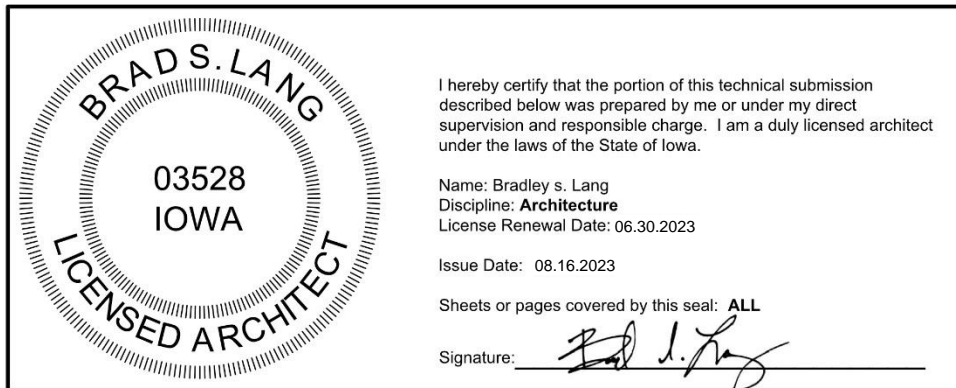 BRAD S. LANG
03528
IOWA
LICENSED ARCHITECT
I hereby certify that the portion of this technical submission
described below was prepared by me or under my direct
supervision and responsible charge. I am a duly licensed architect
under the laws of the State of Iowa.
Name: Bradley s. Lang
Discipline: Architecture
License Renewal Date: 06.30.2023
Issue Date: 08.16.2023
Sheets or pages covered by this seal: ALL
Signature: Brad S. Lang